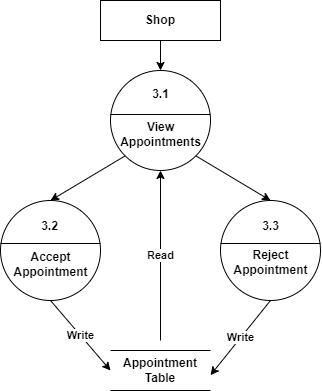 Shop
3.1
View
Appointments
3.2
Accept
Appointment
Read
3.3
Reject
Appointment
Write
Write
Appointment
Table